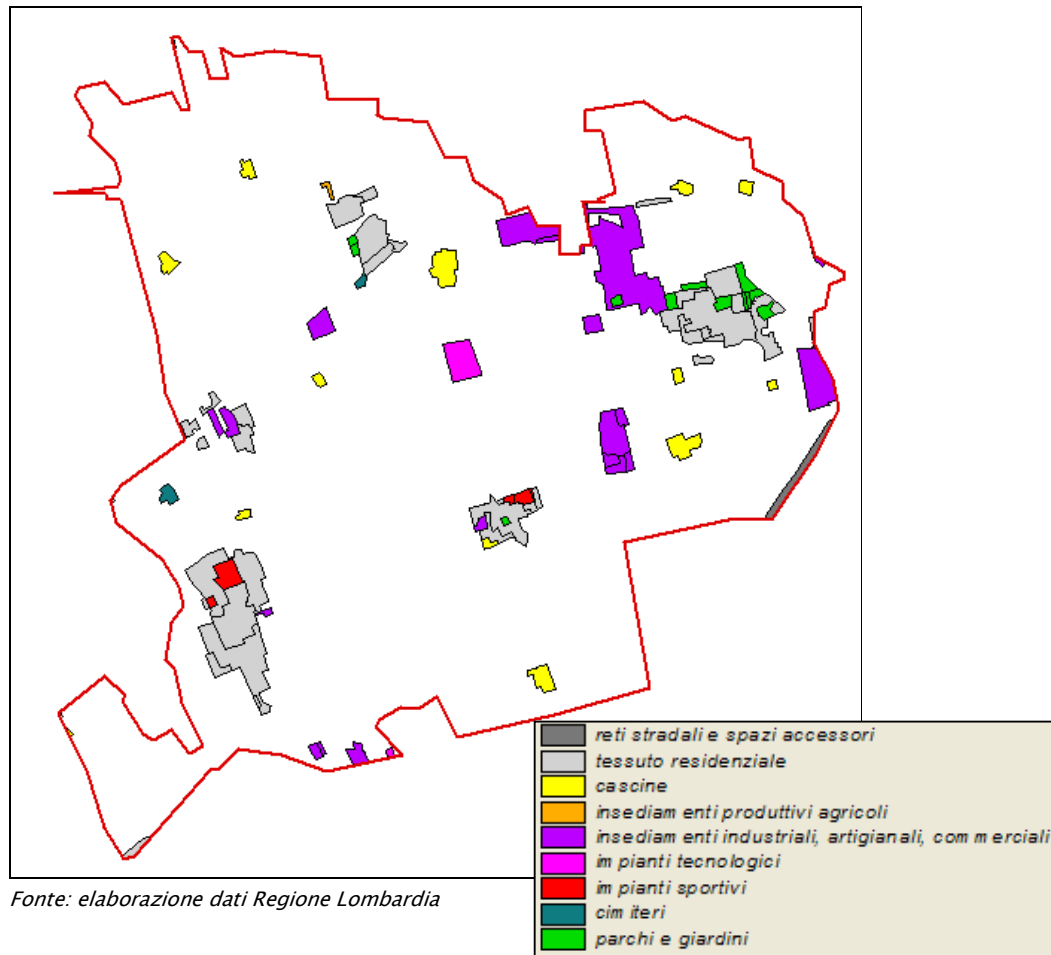 reti stradali e spazi accessori
tessuto residenziale
cascine
insediamenti produttivi agricoli
insediamenti industriali, artigianali, commerciali
impianti tecnologici
impianti sportivi
cimiteri
parchi e giardini
Fonte: elaborazione dati Regione Lombardia